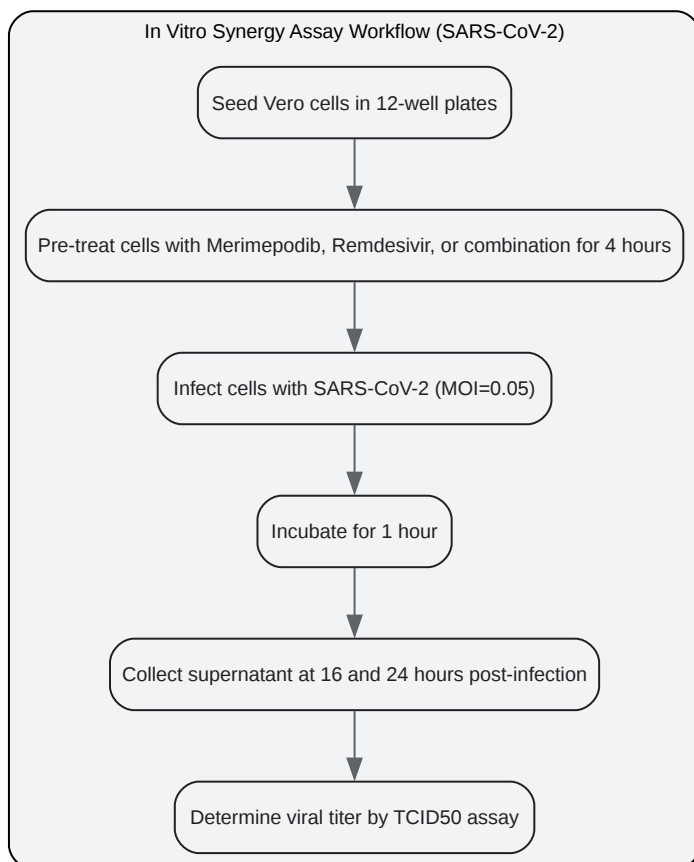 In Vitro Synergy Assay Workflow (SARS-CoV-2)
Seed Vero cells in 12-well plates
Pre-treat cells with Merimepodib, Remdesivir, or combination for 4 hours
Infect cells with SARS-CoV-2 (MOI=0.05)
Incubate for 1 hour
Collect supernatant at 16 and 24 hours post-infection
Determine viral titer by TCID50 assay